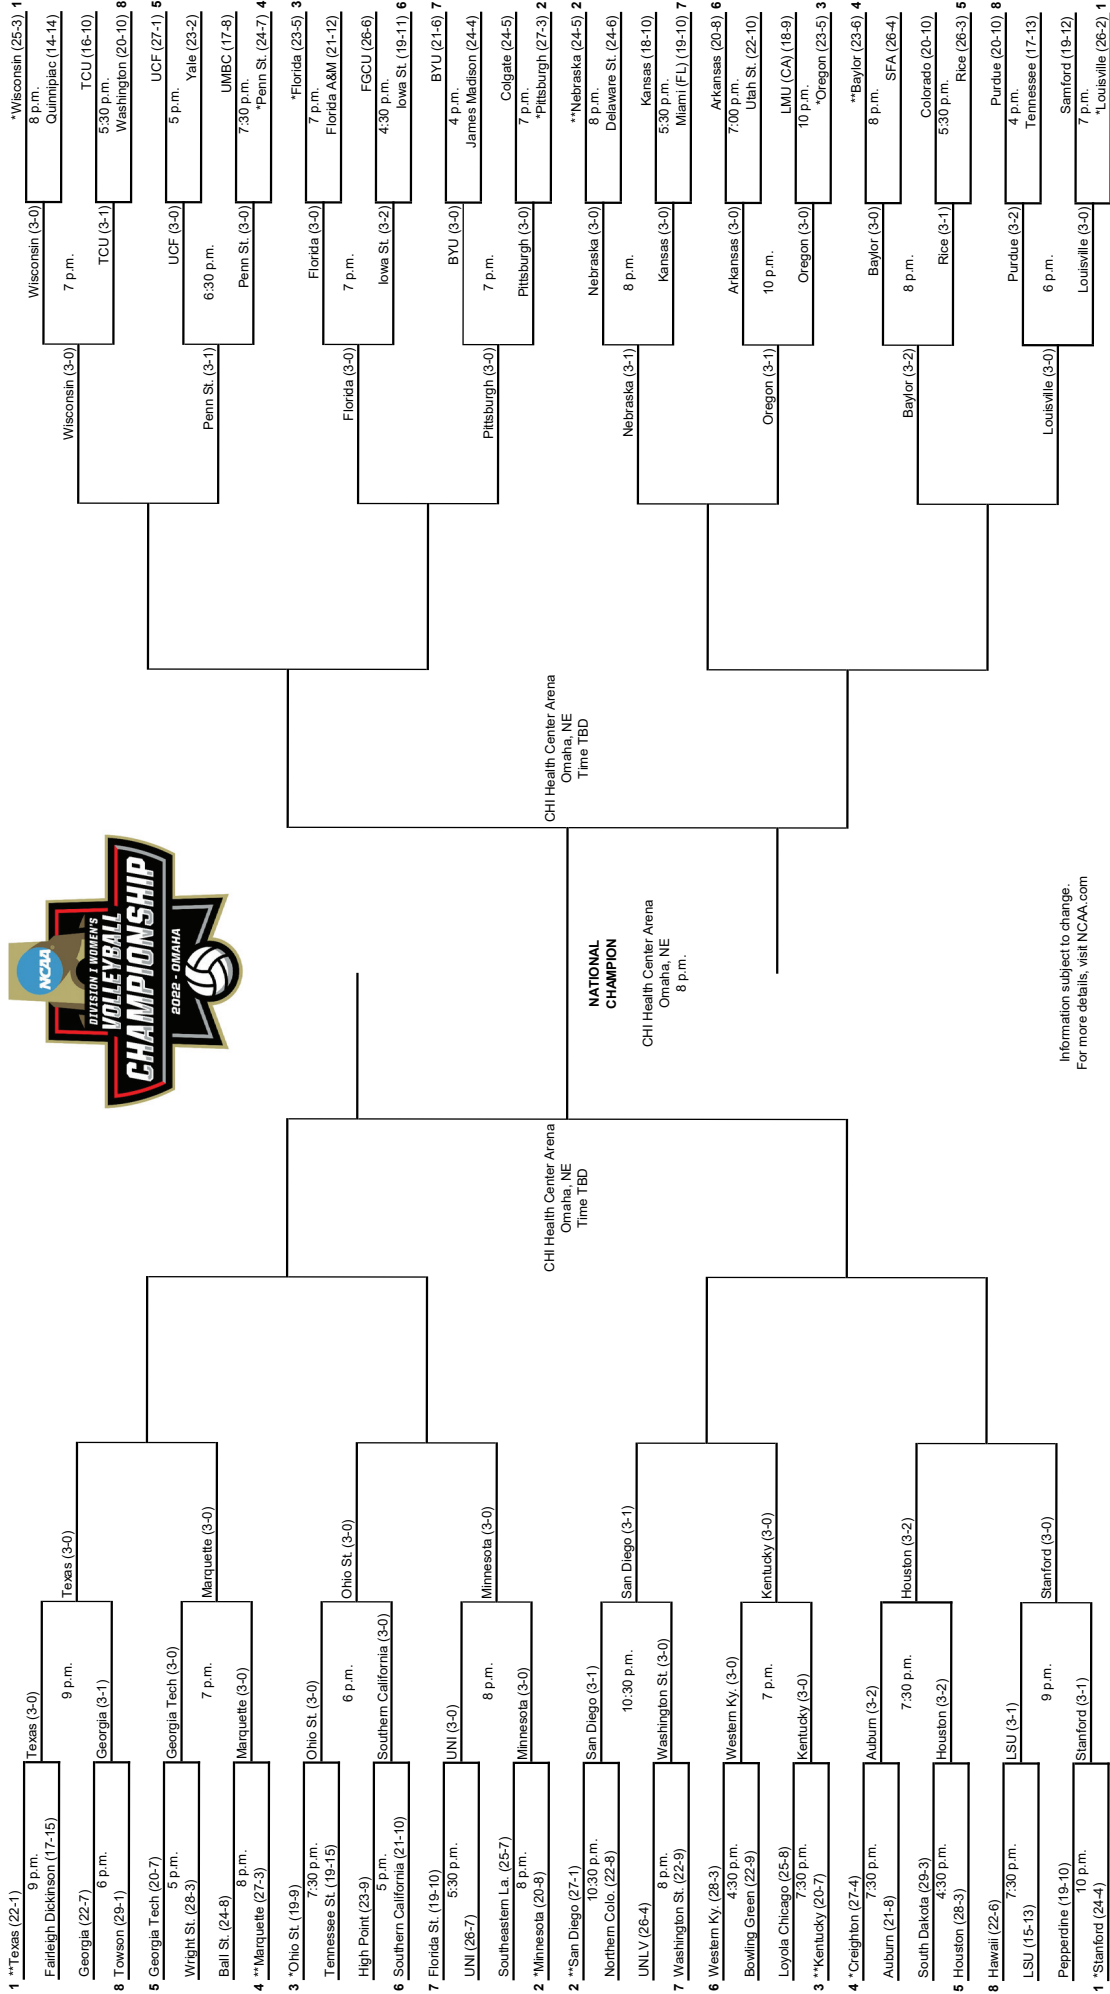 1 **Texas (22-1)
9 p.m.
Fairleigh Dickinson (17-15)
Georgia (22-7)
6 p.m.
8 Towson (29-1)
5 Georgia Tech (20-7)
5 p.m.
Wright St. (28-3)
Ball St. (24-8)
8 p.m.
4 **Marquette (27-3)
3 *Ohio St. (19-9)
7:30 p.m.
Tennessee St. (19-15)
High Point (23-9)
5 p.m.
6 Southern California (21-10)
7 Florida St. (19-10)
5:30 p.m.
UNI (26-7)
Southeastern La. (25-7)
8 p.m.
2 *Minnesota (20-8)
2 **San Diego (27-1)
10:30 p.m.
Northern Colo. (22-8)
UNLV (26-4)
8 p.m.
7 Washington St. (22-9)
6 Western Ky. (28-3)
4:30 p.m.
Bowling Green (22-9)
Loyola Chicago (25-8)
7:30 p.m.
3 **Kentucky (20-7)
4 *Creighton (27-4)
7:30 p.m.
Auburn (21-8)
South Dakota (29-3)
4:30 p.m.
5 Houston (28-3)
8 Hawaii (22-6)
7:30 p.m.
LSU (15-13)
Pepperdine (19-10)
10 p.m.
1 *Stanford (24-4)
Texas (3-0)
9 p.m.
Georgia (3-1)
Georgia Tech (3-0)
7 p.m.
Marquette (3-0)
Ohio St. (3-0)
6 p.m.
Southern California (3-0)
UNI (3-0)
8 p.m.
Minnesota (3-0)
San Diego (3-1)
10:30 p.m.
Washington St. (3-0)
Western Ky. (3-0)
7 p.m.
Kentucky (3-0)
Auburn (3-2)
7:30 p.m.
Houston (3-2)
LSU (3-1)
9 p.m.
Stanford (3-1)
Texas (3-0)
Marquette (3-0)
Ohio St. (3-0)
Minnesota (3-0)
San Diego (3-1)
Kentucky (3-0)
Houston (3-2)
Stanford (3-0)
CHI Health Center Arena
Omaha, NE
Time TBD
NCAA
DIVISION I WOMEN'S
VOLLEYBALL
CHAMPIONSHIP
2022 - OMAHA
NATIONAL
CHAMPION
CHI Health Center Arena
Omaha, NE
8 p.m.
Information subject to change.
For more details, visit NCAA.com
CHI Health Center Arena
Omaha, NE
Time TBD
Wisconsin (3-0)
Penn St. (3-1)
Florida (3-0)
Pittsburgh (3-0)
Nebraska (3-1)
Oregon (3-1)
Baylor (3-2)
Louisville (3-0)
Wisconsin (3-0)
7 p.m.
TCU (3-1)
UCF (3-0)
6:30 p.m.
Penn St. (3-0)
Florida (3-0)
7 p.m.
Iowa St. (3-2)
BYU (3-0)
7 p.m.
Pittsburgh (3-0)
Nebraska (3-0)
8 p.m.
Kansas (3-0)
Arkansas (3-0)
10 p.m.
Oregon (3-0)
Baylor (3-0)
8 p.m.
Rice (3-1)
Purdue (3-2)
6 p.m.
Louisville (3-0)
*Wisconsin (25-3) 1
8 p.m.
Quinnipiac (14-14)
TCU (16-10)
5:30 p.m.
Washington (20-10) 8
UCF (27-1) 5
5 p.m.
Yale (23-2)
UMBC (17-8)
7:30 p.m.
*Penn St. (24-7) 4
*Florida (23-5) 3
7 p.m.
Florida A&M (21-12)
FGCU (26-6)
4:30 p.m.
Iowa St. (19-11) 6
BYU (21-6) 7
4 p.m.
James Madison (24-4)
Colgate (24-5)
7 p.m.
*Pittsburgh (27-3) 2
**Nebraska (24-5) 2
8 p.m.
Delaware St. (24-6)
Kansas (18-10)
5:30 p.m.
Miami (FL) (19-10) 7
Arkansas (20-8) 6
7:00 p.m.
Utah St. (22-10)
LMU (CA) (18-9)
10 p.m.
*Oregon (23-5) 3
**Baylor (23-6) 4
8 p.m.
SFA (26-4)
Colorado (20-10)
5:30 p.m.
Rice (26-3) 5
Purdue (20-10) 8
4 p.m.
Tennessee (17-13)
Samford (19-12)
7 p.m.
*Louisville (26-2) 1